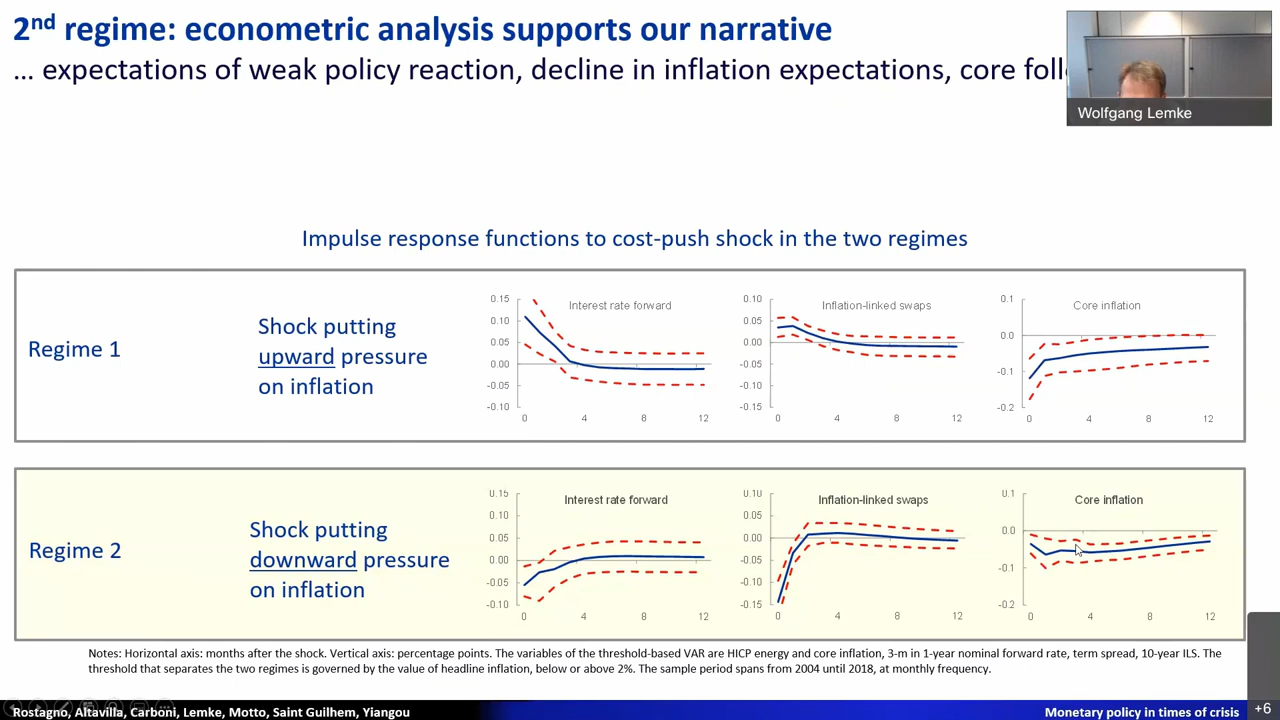 2nd regime: econometric analysis supports our narrative
… expectations of weak policy reaction, decline in inflation expectations, core
Wolfgang Lemke
Impulse response functions to cost-push shock in the two regimes
Regime 1
Shock putting
upward pressure
on inflation
Interest rate forward
0.15
0.10
0.05
0.00
-0.05
-0.10
0 4 8 12
Inflation-linked swaps
0.10
0.05
0.00
-0.05
-0.10
-0.15
0 4 8 12
Core inflation
0.1
0.0
-0.1
-0.2
0 4 8 12
Regime 2
Shock putting
downward pressure
on inflation
Interest rate forward
0.15
0.10
0.05
0.00
-0.05
-0.10
0 4 8 12
Inflation-linked swaps
0.10
0.05
0.00
-0.05
-0.10
-0.15
0 4 8 12
Core inflation
0.1
0.0
-0.1
-0.2
0 4 8 12
Notes: Horizontal axis: months after the shock. Vertical axis: percentage points. The variables of the threshold-based VAR are HICP energy and core inflation, 3-m in 1-year nominal forward rate, term spread, 10-year ILS. The
threshold that separates the two regimes is governed by the value of headline inflation, below or above 2%. The sample period spans from 2004 until 2018, at monthly frequency.
Rostagno, Altavilla, Carboni, Lemke, Motto, Saint Guilhem, Yiangou
Monetary policy in times of crisis
+6